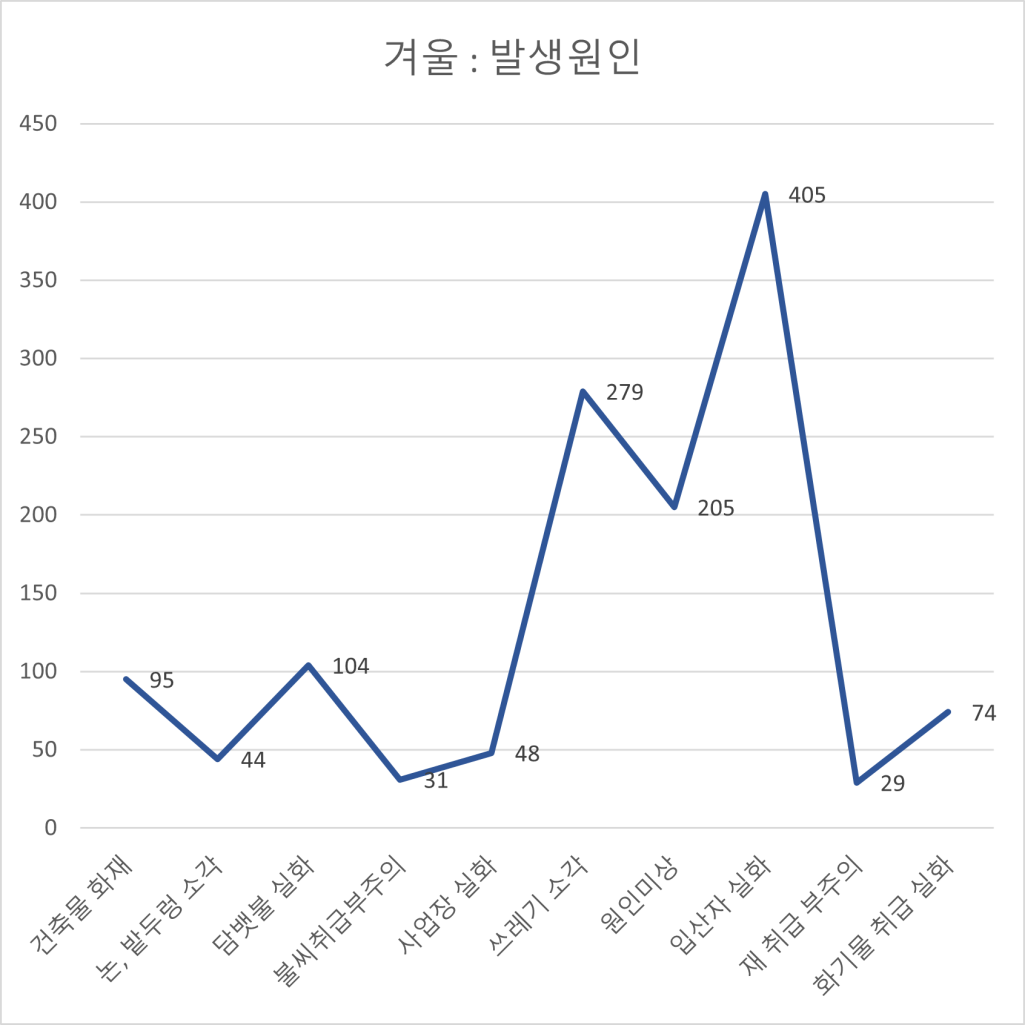 겨울 : 발생원인
450
400
350
300
250
200
150
100
50
0
95
44
104
31
48
279
205
405
29
74
건축물 화재
논, 밭두렁 소각
담뱃불 실화
불씨취급부주의
사업장 실화
쓰레기 소각
원인미상
입산자 실화
재 취급 부주의
화기물 취급 실화